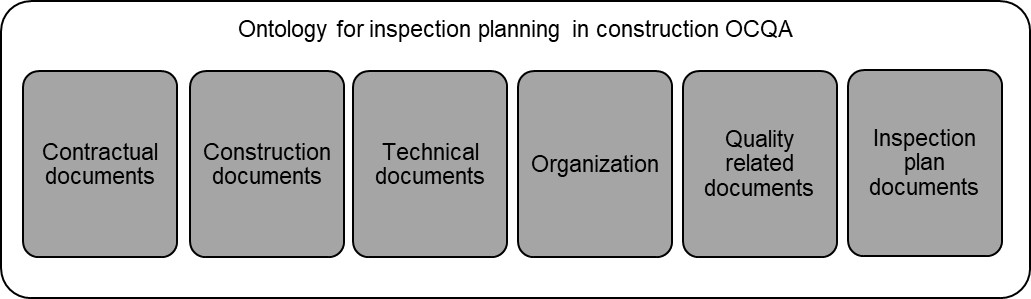 Ontology for inspection planning in construction OCQA
Contractual
documents
Construction
documents
Technical
documents
Organization
Quality
related
documents
Inspection
plan
documents